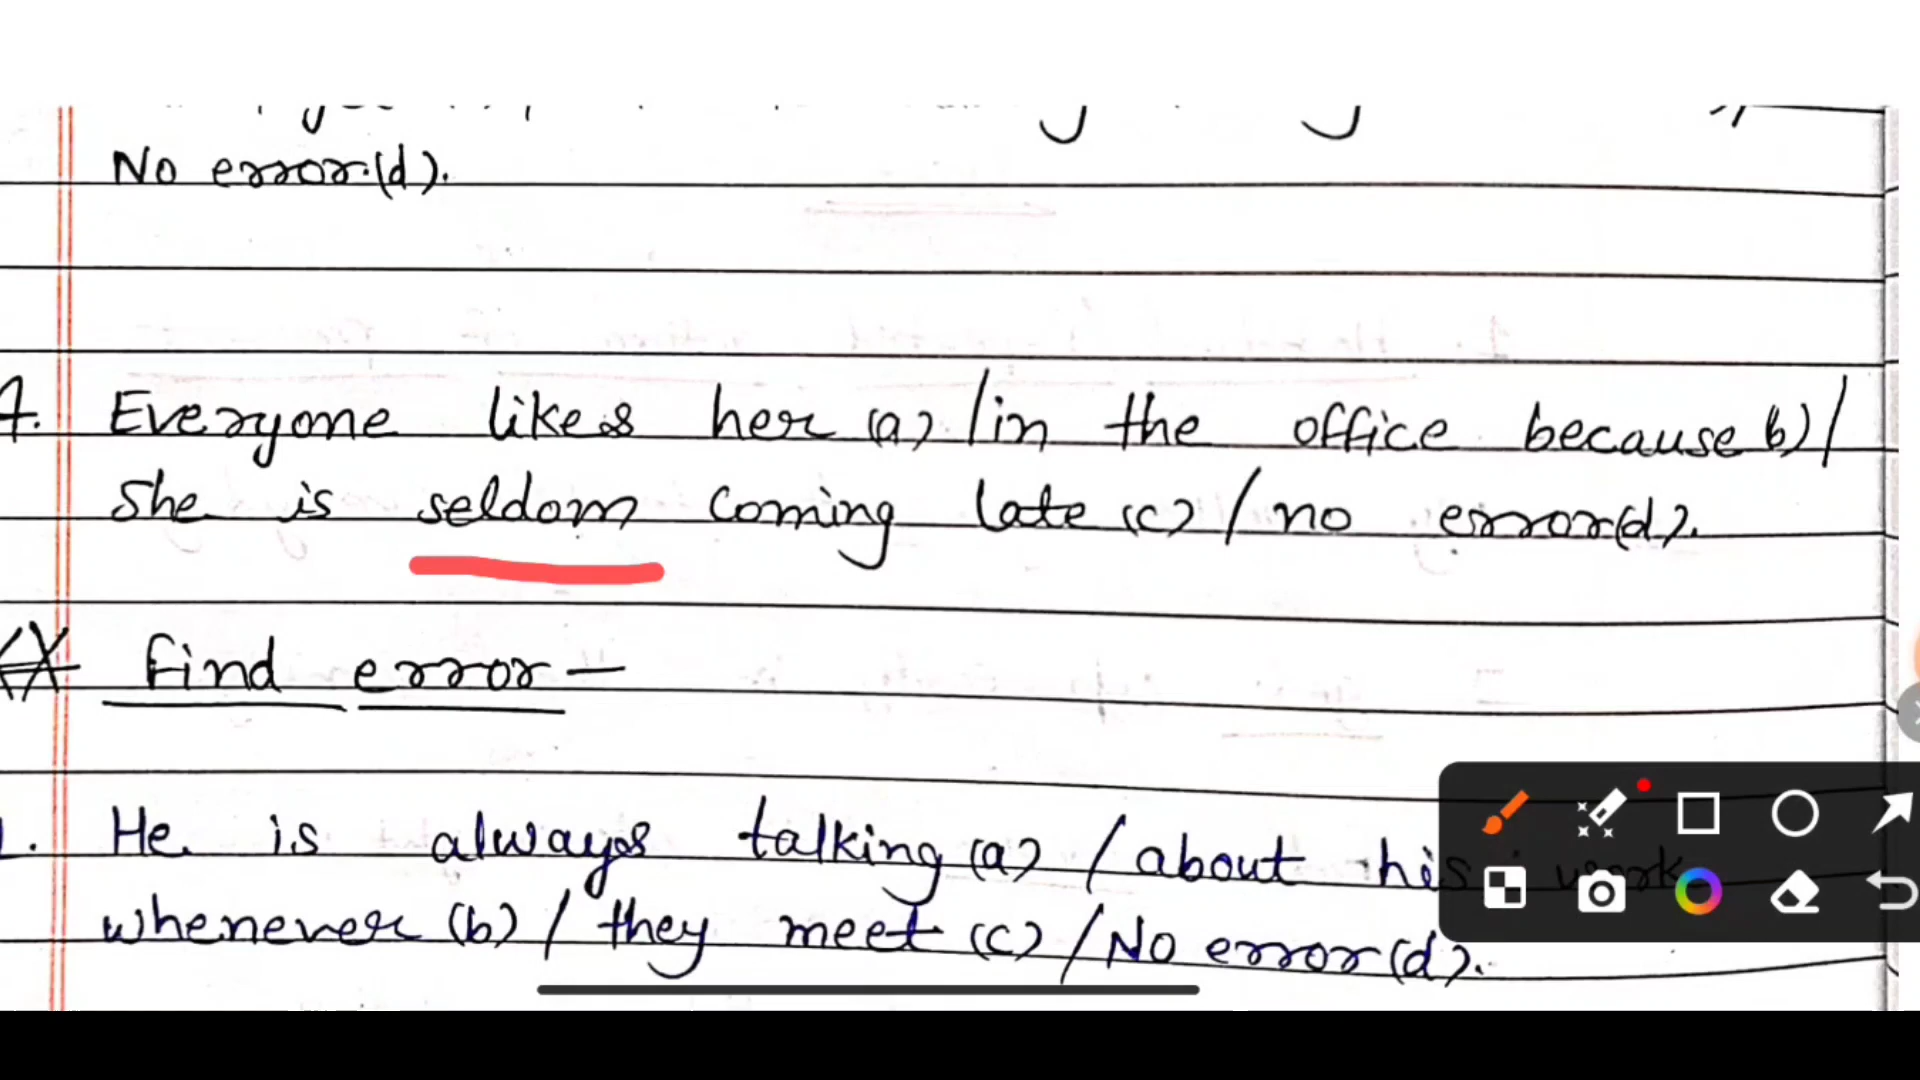 No error.(d).
4. Everyone likes her (a) / in the office because b) /
She is seldom coming late (c) / no error(d).
Find error –
1. He is always talking (a) / about his work
whenever (b) / they meet (c) / No error (d).